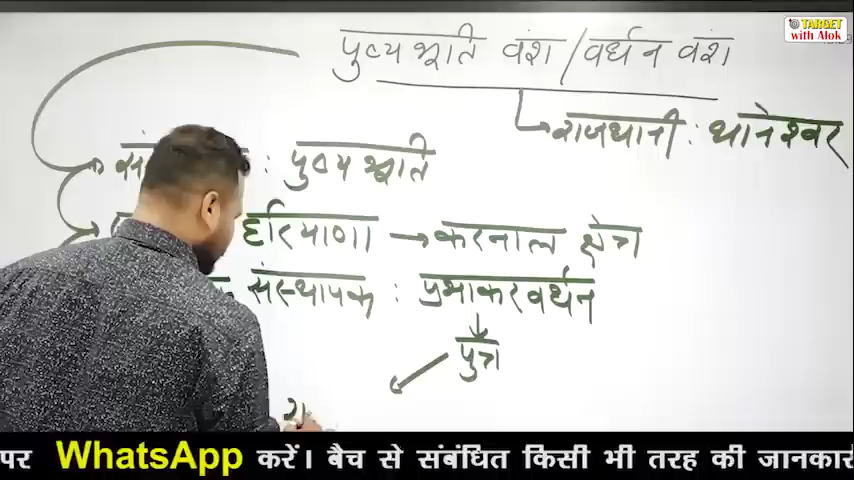 TARGET
with Alok
पुष्यभूति वंश / वर्धन वंश
राजधानी : थानेश्वर
: पुष्यभूति
हरियाणा → करनाल क्षेत्र
संस्थापक : प्रभाकरवर्धन
पुत्र
पर WhatsApp करें। बैच से संबंधित किसी भी तरह की जानकारी